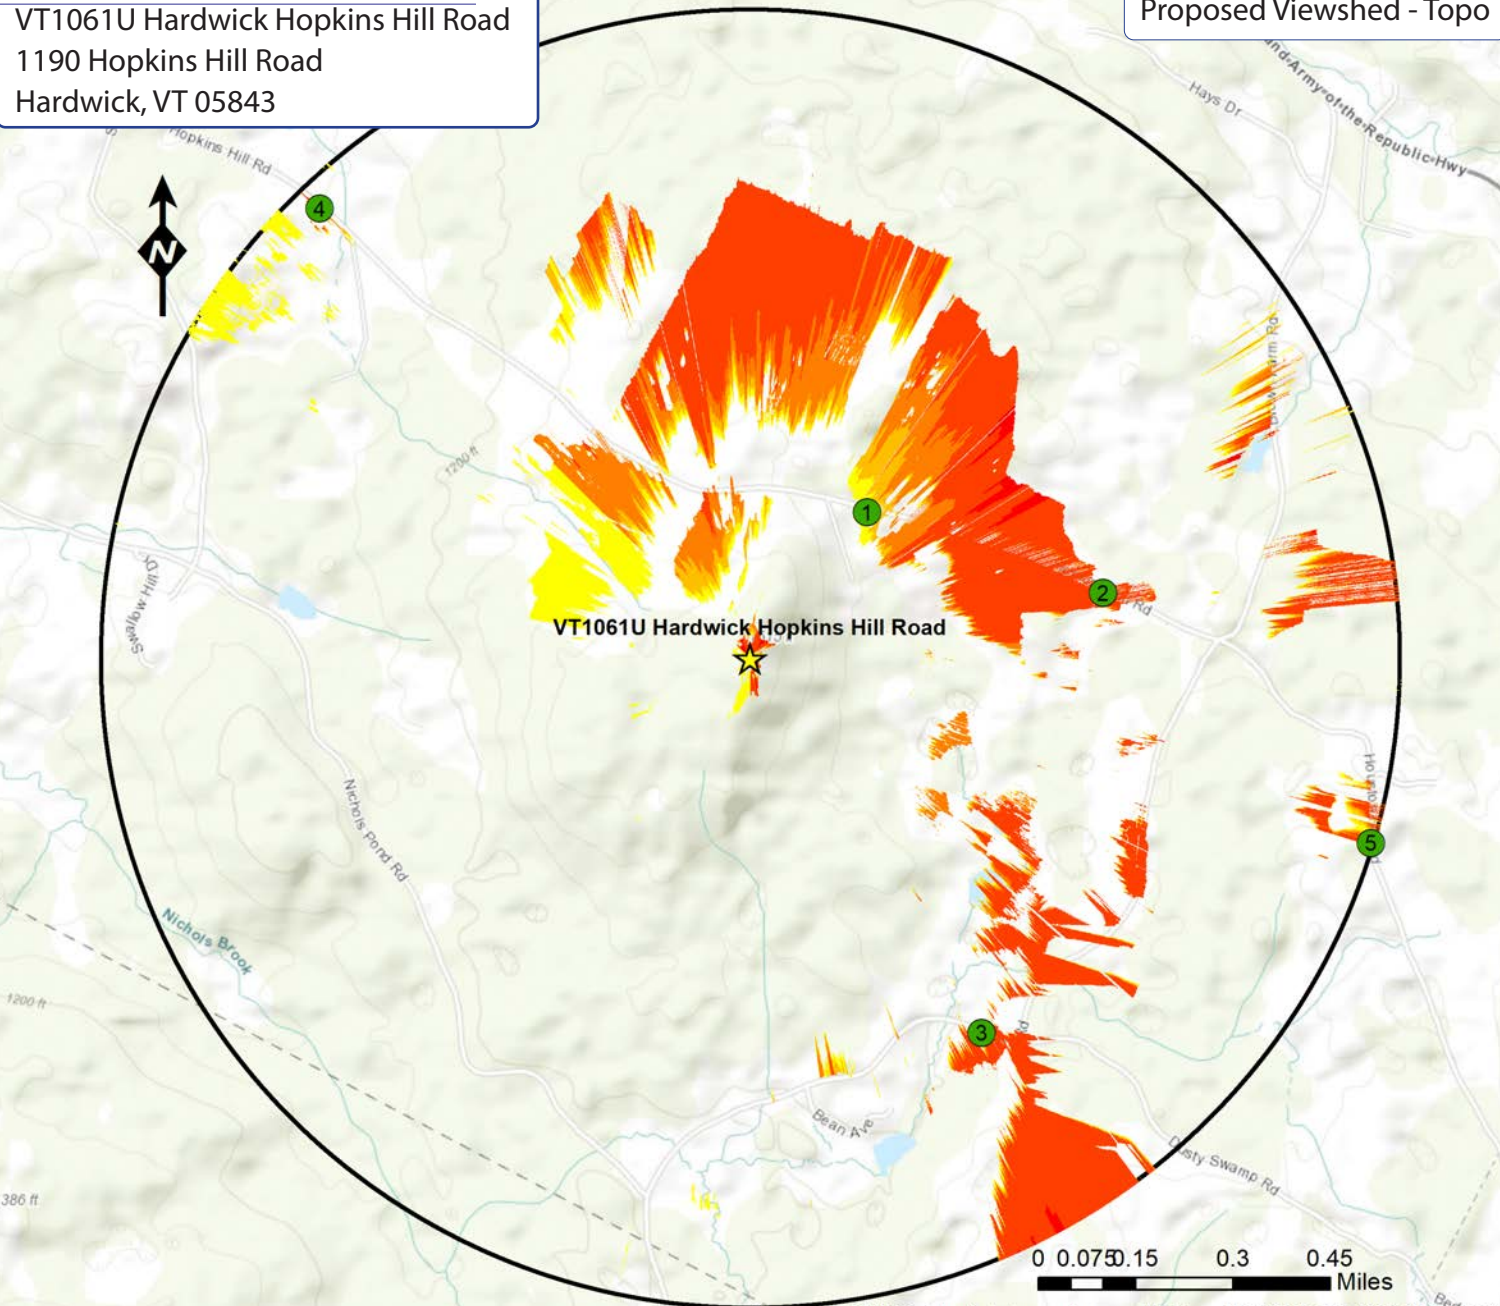 VT1061U Hardwick Hopkins Hill Road
1190 Hopkins Hill Road
Hardwick, VT 05843
Proposed Viewshed - Topo
Hays Dr
and-Army-of-the-Republic-Hwy
Hopkins Hill Rd
4
N
1200 ft
1
2
Rd
Swallow Hill Dr
VT1061U Hardwick Hopkins Hill Road
Nichols Pond Rd
5
Nichols Brook
1200 ft
3
Rd
Bean Ave
Dusty Swamp Rd
386 ft
0 0.075 0.15 0.3 0.45
Miles